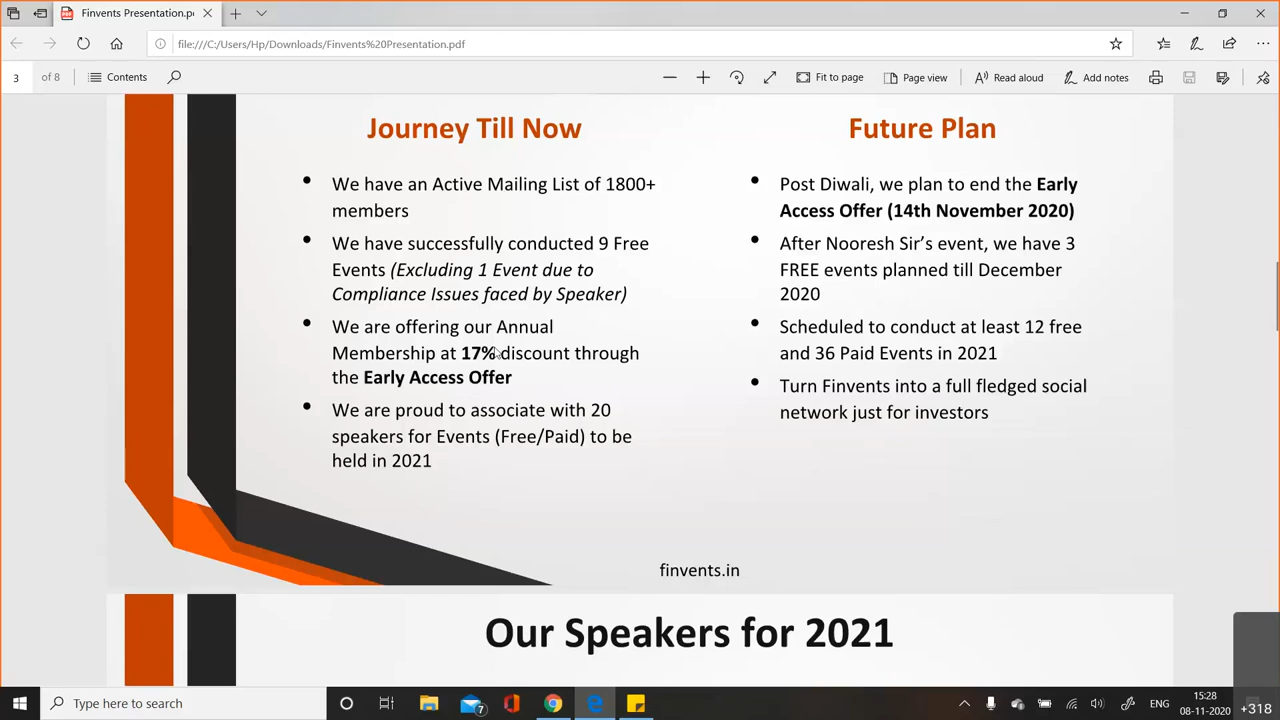 Finvents Presentation.p
file:///C:/Users/Hp/Downloads/Finvents%20Presentation.pdf
3 of 8 Contents Fit to page Page view Read aloud Add notes
Journey Till Now
• We have an Active Mailing List of 1800+
members
• We have successfully conducted 9 Free
Events (Excluding 1 Event due to
Compliance Issues faced by Speaker)
• We are offering our Annual
Membership at 17% discount through
the Early Access Offer
• We are proud to associate with 20
speakers for Events (Free/Paid) to be
held in 2021
Future Plan
• Post Diwali, we plan to end the Early
Access Offer (14th November 2020)
• After Nooresh Sir’s event, we have 3
FREE events planned till December
2020
• Scheduled to conduct at least 12 free
and 36 Paid Events in 2021
• Turn Finvents into a full fledged social
network just for investors
finvents.in
Our Speakers for 2021
Type here to search
7
ENG
15:28
08-11-2020
+318